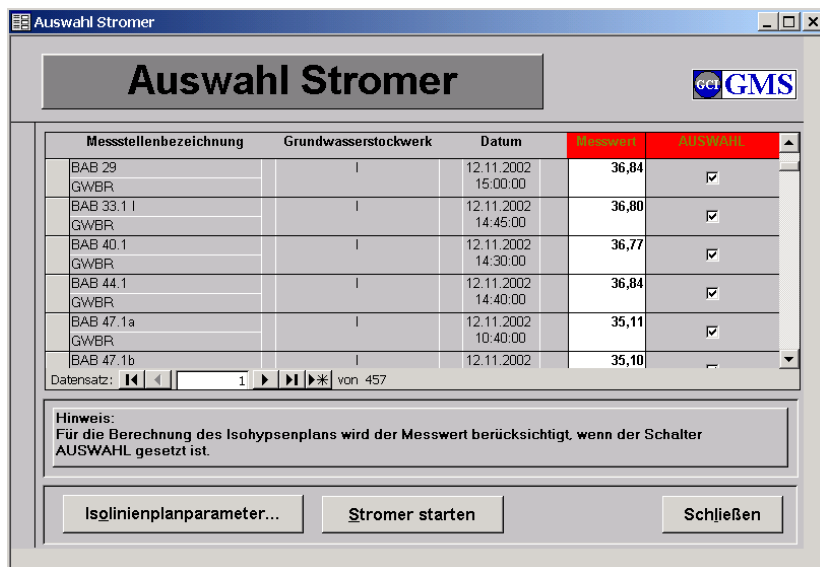 Auswahl Stromer
Auswahl Stromer
GCI GMS
Messstellenbezeichnung Grundwasserstockwerk Datum Messwert AUSWAHL
BAB 29 I 12.11.2002 36,84
GWBR 15:00:00
BAB 33.1 I I 12.11.2002 36,80
GWBR 14:45:00
BAB 40.1 I 12.11.2002 36,77
GWBR 14:30:00
BAB 44.1 I 12.11.2002 36,84
GWBR 14:40:00
BAB 47.1a I 12.11.2002 35,11
GWBR 10:40:00
BAB 47.1b I 12.11.2002 35,10
Datensatz: 1 von 457
Hinweis:
Für die Berechnung des Isohypsenplans wird der Messwert berücksichtigt, wenn der Schalter
AUSWAHL gesetzt ist.
Isolinienplanparameter... Stromer starten Schließen